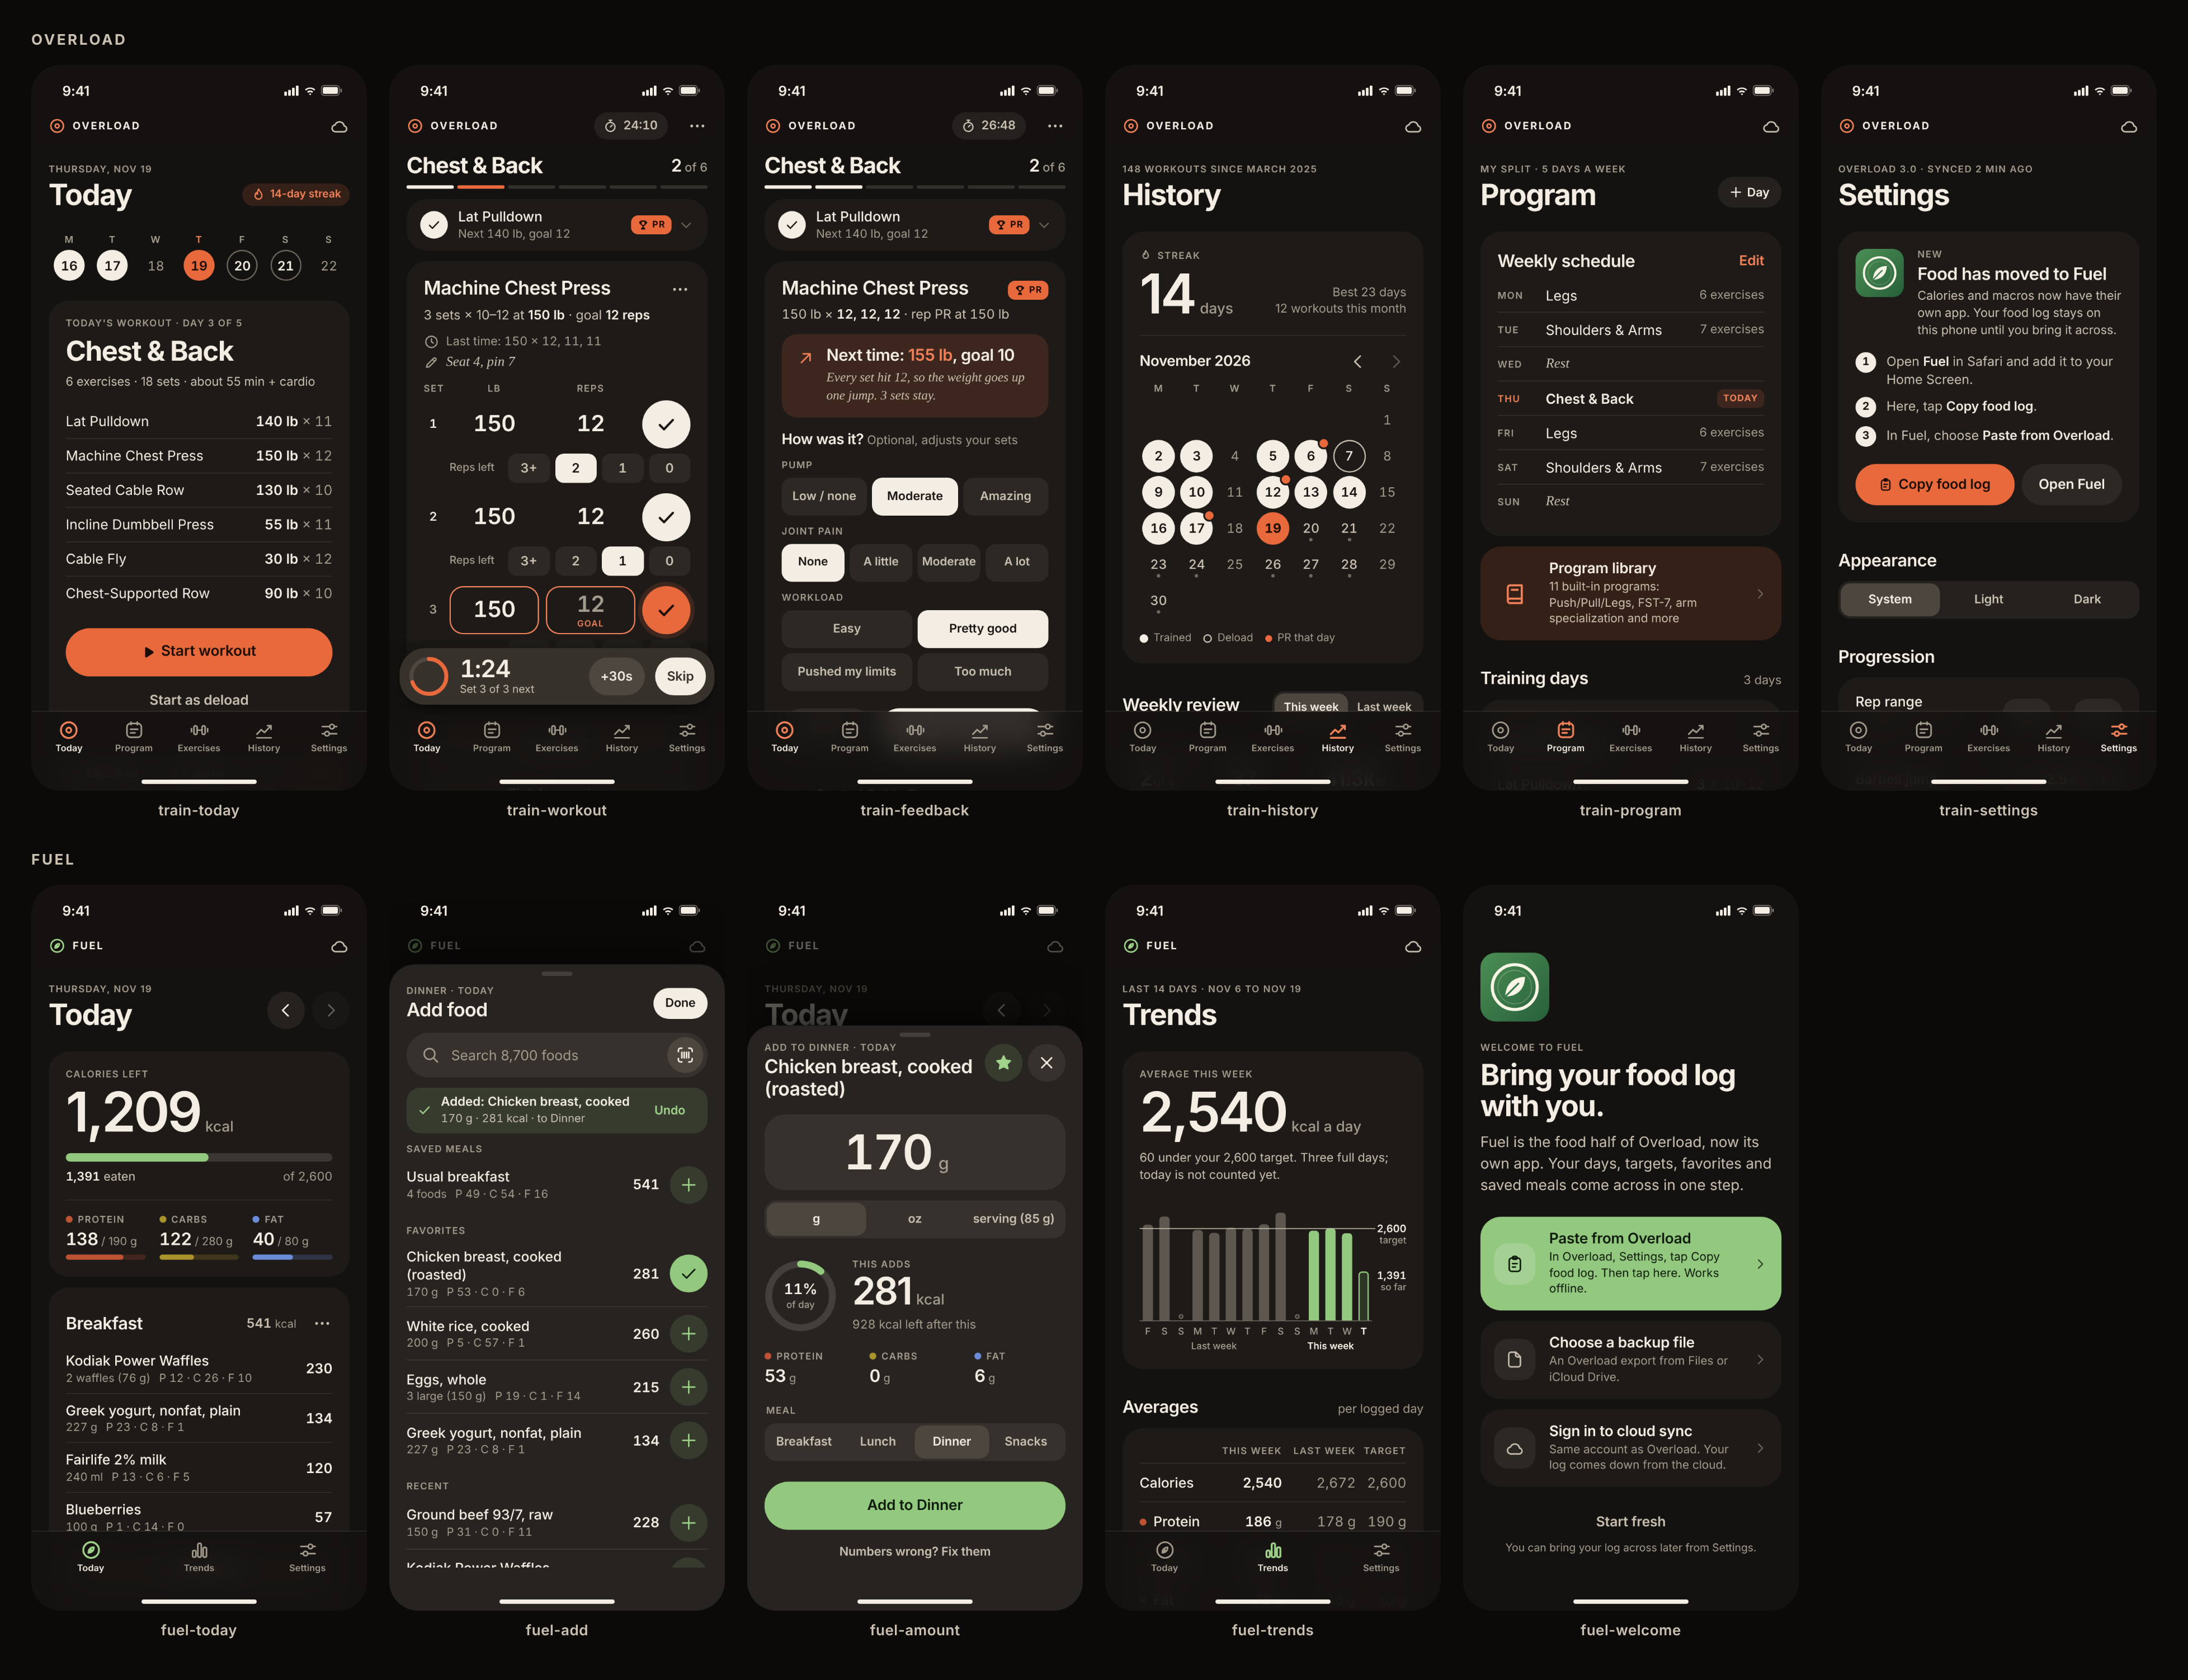 OVERLOAD
9:41
OVERLOAD
THURSDAY, NOV 19
Today
14-day streak
M T W T F S S
16 17 18 19 20 21 22
TODAY'S WORKOUT · DAY 3 OF 5
Chest & Back
6 exercises · 18 sets · about 55 min + cardio
Lat Pulldown 140 lb × 11
Machine Chest Press 150 lb × 12
Seated Cable Row 130 lb × 10
Incline Dumbbell Press 55 lb × 11
Cable Fly 30 lb × 12
Chest-Supported Row 90 lb × 10
Start workout
Start as deload
Today Program Exercises History Settings
train-today
9:41
OVERLOAD 24:10
Chest & Back 2 of 6
Lat Pulldown
Next 140 lb, goal 12
PR
Machine Chest Press
3 sets × 10–12 at 150 lb · goal 12 reps
Last time: 150 × 12, 11, 11
Seat 4, pin 7
SET LB REPS
1 150 12
Reps left 3+ 2 1 0
2 150 12
Reps left 3+ 2 1 0
3 150 12
GOAL
1:24
Set 3 of 3 next
+30s Skip
Today Program Exercises History Settings
train-workout
9:41
OVERLOAD 26:48
Chest & Back 2 of 6
Lat Pulldown
Next 140 lb, goal 12
PR
Machine Chest Press PR
150 lb × 12, 12, 12 · rep PR at 150 lb
Next time: 155 lb, goal 10
Every set hit 12, so the weight goes up
one jump. 3 sets stay.
How was it? Optional, adjusts your sets
PUMP
Low / none Moderate Amazing
JOINT PAIN
None A little Moderate A lot
WORKLOAD
Easy Pretty good
Pushed my limits Too much
Today Program Exercises History Settings
train-feedback
9:41
OVERLOAD
148 WORKOUTS SINCE MARCH 2025
History
STREAK
14 days
Best 23 days
12 workouts this month
November 2026
M T W T F S S
1
2 3 4 5 6 7 8
9 10 11 12 13 14 15
16 17 18 19 20 21 22
23 24 25 26 27 28 29
30
Trained Deload PR that day
Weekly review This week Last week
Today Program Exercises History Settings
train-history
9:41
OVERLOAD
MY SPLIT · 5 DAYS A WEEK
Program
+ Day
Weekly schedule Edit
MON Legs 6 exercises
TUE Shoulders & Arms 7 exercises
WED Rest
THU Chest & Back TODAY
FRI Legs 6 exercises
SAT Shoulders & Arms 7 exercises
SUN Rest
Program library
11 built-in programs:
Push/Pull/Legs, FST-7, arm
specialization and more
Training days 3 days
Today Program Exercises History Settings
Lat Pulldown
train-program
9:41
OVERLOAD
OVERLOAD 3.0 · SYNCED 2 MIN AGO
Settings
NEW
Food has moved to Fuel
Calories and macros now have their
own app. Your food log stays on
this phone until you bring it across.
1 Open Fuel in Safari and add it to your
Home Screen.
2 Here, tap Copy food log.
3 In Fuel, choose Paste from Overload.
Copy food log Open Fuel
Appearance
System Light Dark
Progression
Rep range
Today Program Exercises History Settings
train-settings
FUEL
9:41
FUEL
THURSDAY, NOV 19
Today
CALORIES LEFT
1,209 kcal
1,391 eaten of 2,600
PROTEIN CARBS FAT
138 / 190 g 122 / 280 g 40 / 80 g
Breakfast 541 kcal
Kodiak Power Waffles 230
2 waffles (76 g) P 12 · C 26 · F 10
Greek yogurt, nonfat, plain 134
227 g P 23 · C 8 · F 1
Fairlife 2% milk 120
240 ml P 13 · C 6 · F 5
Blueberries 57
100 g P 1 · C 14 · F 0
Today Trends Settings
fuel-today
9:41
FUEL
DINNER · TODAY
Add food
Done
Search 8,700 foods
Added: Chicken breast, cooked
170 g · 281 kcal · to Dinner
Undo
SAVED MEALS
Usual breakfast 541
4 foods P 49 · C 54 · F 16
FAVORITES
Chicken breast, cooked
(roasted) 281
170 g P 53 · C 0 · F 6
White rice, cooked 260
200 g P 5 · C 57 · F 1
Eggs, whole 215
3 large (150 g) P 19 · C 1 · F 14
Greek yogurt, nonfat, plain 134
227 g P 23 · C 8 · F 1
RECENT
Ground beef 93/7, raw 228
150 g P 31 · C 0 · F 11
Kodiak Power Waffles
fuel-add
9:41
FUEL
THURSDAY, NOV 19
Today
ADD TO DINNER · TODAY
Chicken breast, cooked
(roasted)
170 g
g oz serving (85 g)
11%
of day
THIS ADDS
281 kcal
928 kcal left after this
PROTEIN CARBS FAT
53 g 0 g 6 g
MEAL
Breakfast Lunch Dinner Snacks
Add to Dinner
Numbers wrong? Fix them
fuel-amount
9:41
FUEL
LAST 14 DAYS · NOV 6 TO NOV 19
Trends
AVERAGE THIS WEEK
2,540 kcal a day
60 under your 2,600 target. Three full days;
today is not counted yet.
2,600
target
1,391
so far
F S S M T W T F S S M T W T
Last week This week
Averages per logged day
THIS WEEK LAST WEEK TARGET
Calories 2,540 2,672 2,600
Protein 186 g 178 g 190 g
Today Trends Settings
fuel-trends
9:41
WELCOME TO FUEL
Bring your food log
with you.
Fuel is the food half of Overload, now its
own app. Your days, targets, favorites and
saved meals come across in one step.
Paste from Overload
In Overload, Settings, tap Copy
food log. Then tap here. Works
offline.
Choose a backup file
An Overload export from Files or
iCloud Drive.
Sign in to cloud sync
Same account as Overload. Your
log comes down from the cloud.
Start fresh
You can bring your log across later from Settings.
fuel-welcome